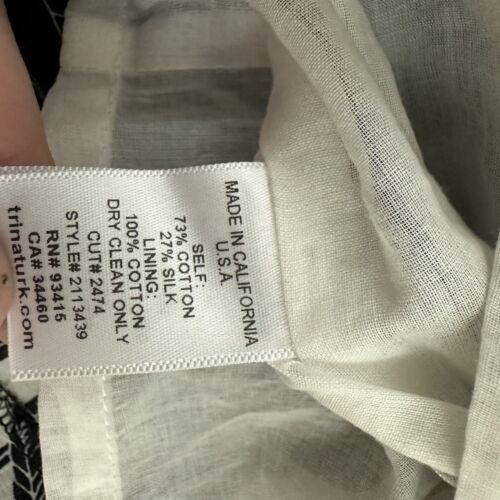 MADE IN CALIFORNIA
U.S.A.
SELF:
73% COTTON
27% SILK
LINING:
100% COTTON
DRY CLEAN ONLY
CUT# 2474
STYLE# 2113439
RN# 93415
CA# 34460
trinaturk.com